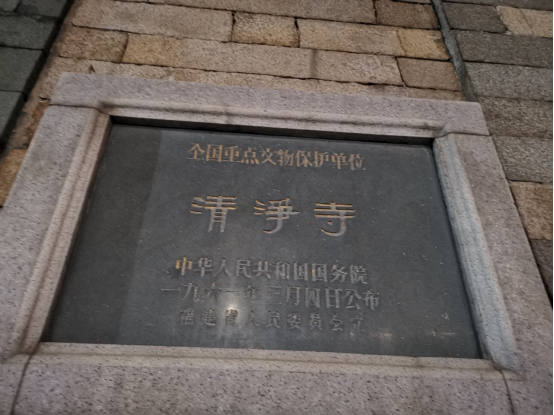 全国重点文物保护单位
清淨寺
中华人民共和国国务院
一九六一年三月四日公布
福建省人民委员会立